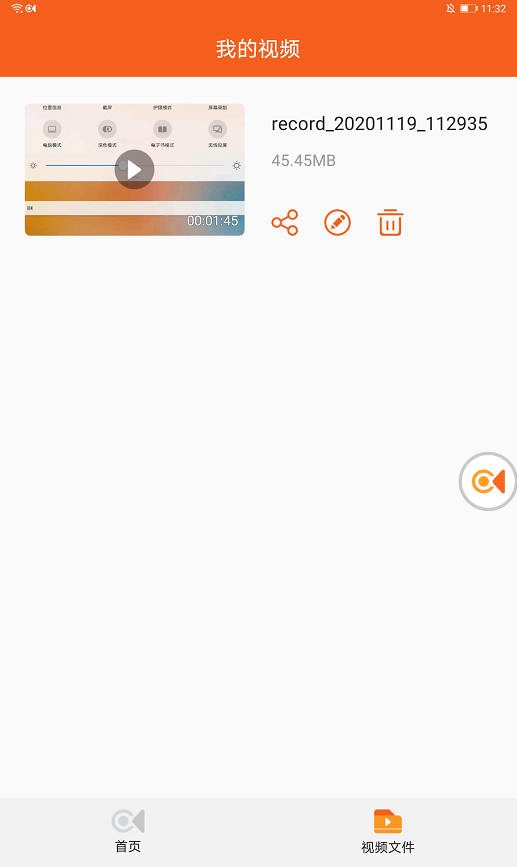 11:32
我的视频
位置信息 截屏 护眼模式 屏幕录制
电脑模式 深色模式 电子书模式 无线投屏
00:01:45
record_20201119_112935
45.45MB
首页 视频文件